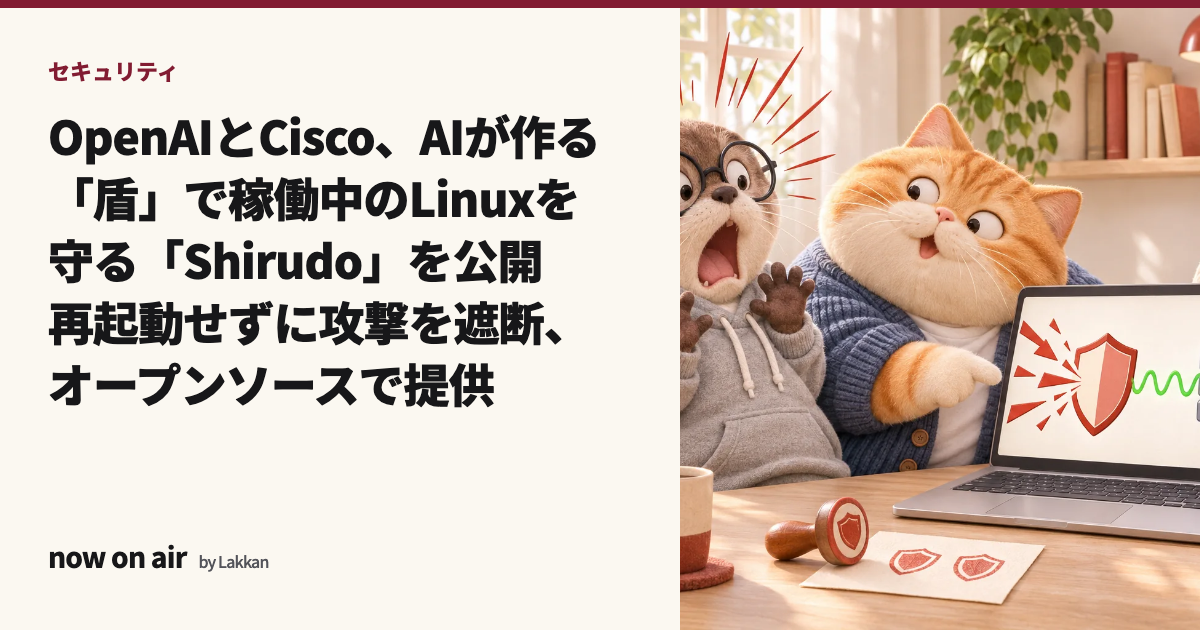 セキュリティ
OpenAIとCisco、AIが作る
「盾」で稼働中のLinuxを
守る「Shirudo」を公開
再起動せずに攻撃を遮断、
オープンソースで提供
now on air by Lakkan